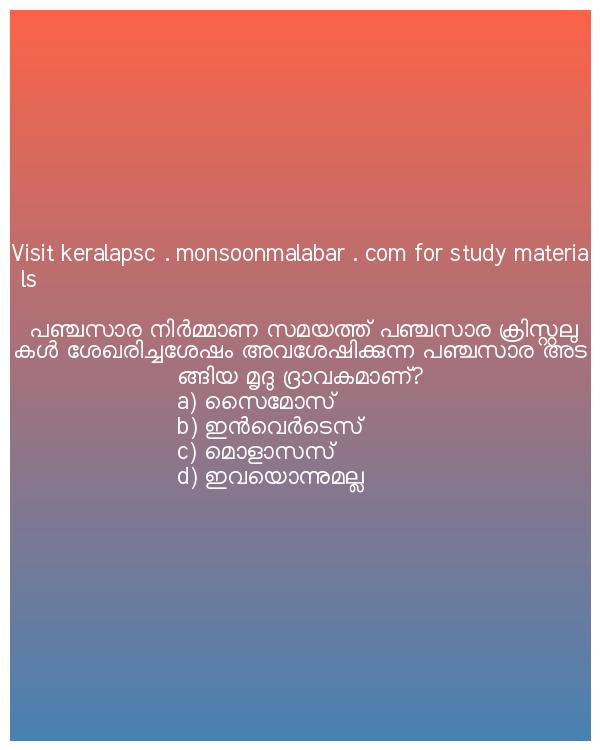 Visit keralapsc . monsoonmalabar . com for study materia
ls
പഞ്ചസാര നിർമ്മാണ സമയത്ത് പഞ്ചസാര ക്രിസ്റ്റലു
കൾ ശേഖരിച്ചശേഷം അവശേഷിക്കുന്ന പഞ്ചസാര അട
ങ്ങിയ മൃദു ദ്രാവകമാണ്?
a) സൈമോസ്
b) ഇൻവെർടെസ്
c) മൊളാസസ്
d) ഇവയൊന്നുമല്ല